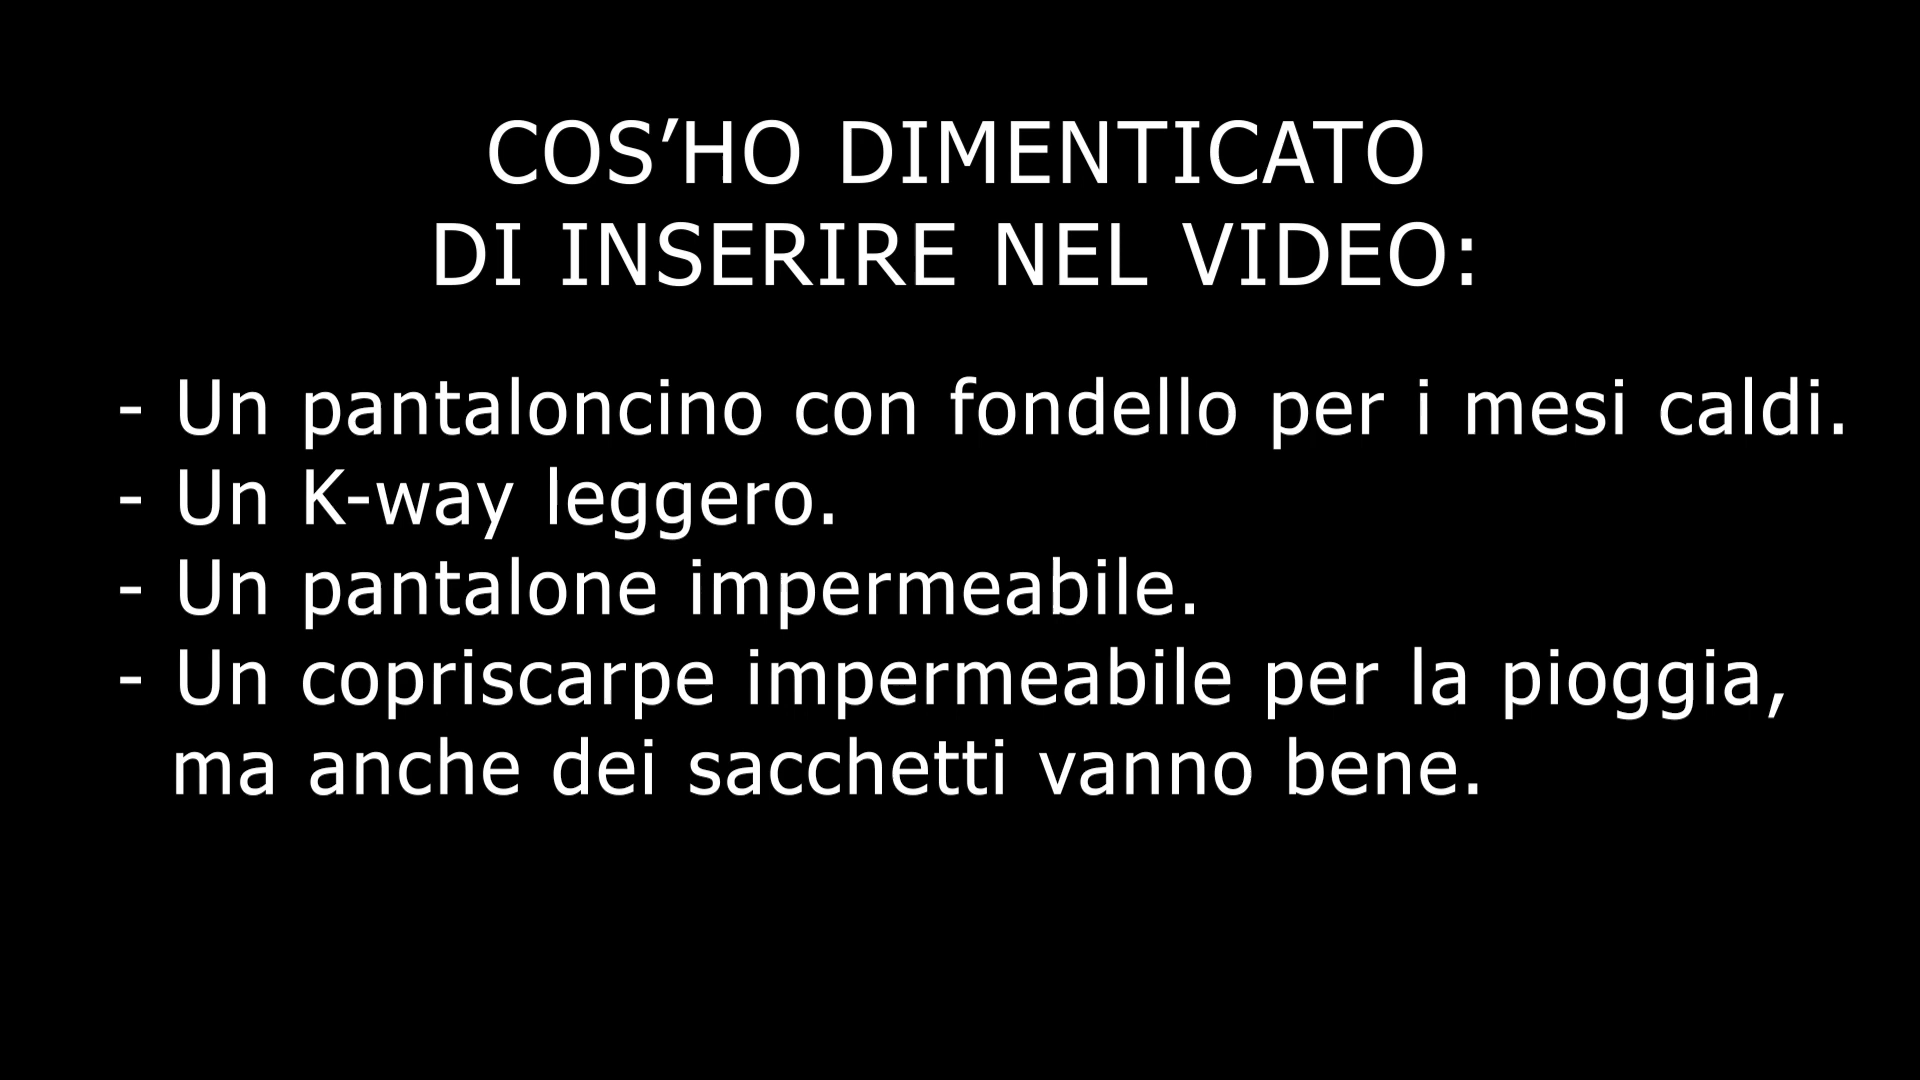 COS’HO DIMENTICATO
DI INSERIRE NEL VIDEO:
- Un pantaloncino con fondello per i mesi caldi.
- Un K-way leggero.
- Un pantalone impermeabile.
- Un copriscarpe impermeabile per la pioggia,
ma anche dei sacchetti vanno bene.